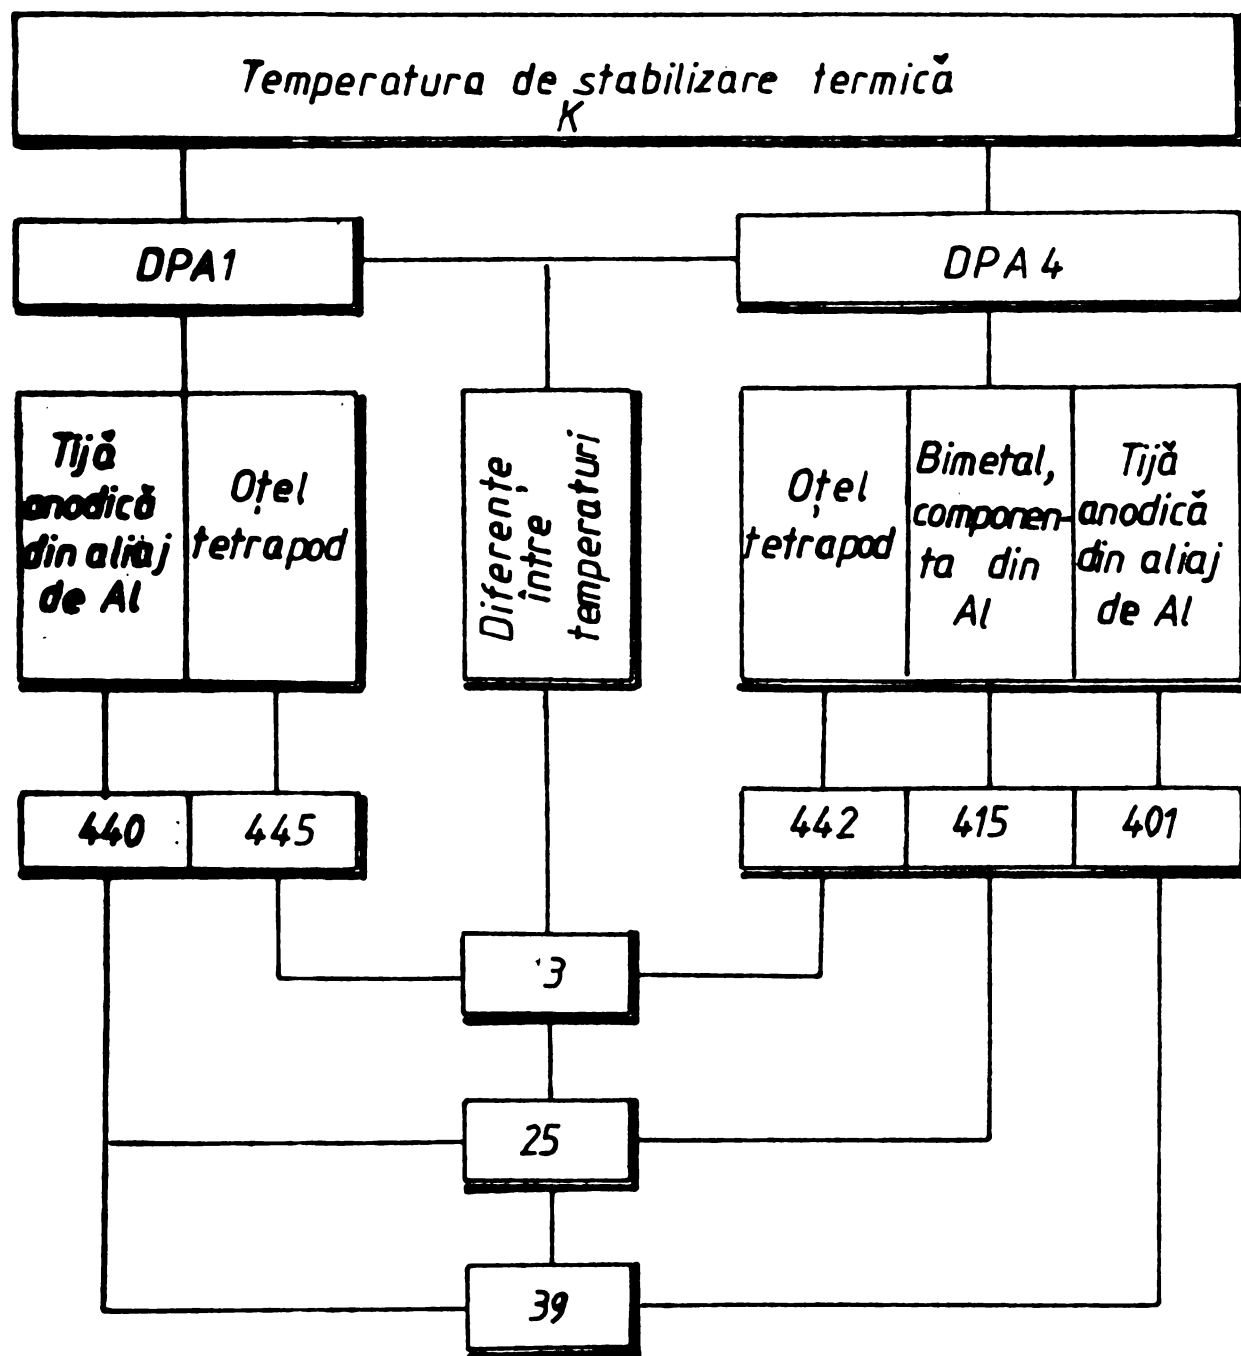 Temperatura de stabilizare termică
K
DPA1
DPA 4
Tijă
anodică
din aliaj
de Al
Oțel
tetrapod
Diferențe
între
temperaturi
Oțel
tetrapod
Bimetal,
componen-
ta din
Al
Tijă
anodică
din aliaj
de Al
440
445
442
415
401
3
25
39